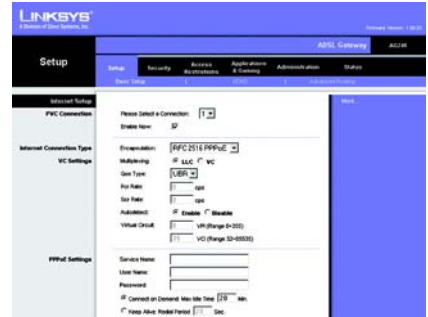 LINKSYS®
A Division of Cisco Systems, Inc.
ADSL Gateway AG241
Setup
Setup Security Access Restrictions Applications & Gaming Administration Status
Basic Setup
Internet Setup
PVC Connection
Please Select a Connection: 1
Enable Now:
Internet Connection Type
Encapsulation: RFC 2516 PPPoE
VC Settings
Multiplexing: LLC VC
Qos Type: UBR
Pcr Rate: cps
Scr Rate: cps
Autodetect: Enable Disable
Virtual Circuit: VPI (Range 0~255)
VCI (Range 32~65535)
PPPoE Settings
Service Name:
User Name:
Password:
Connect on Demand: Max Idle Time 20 Min.
Keep Alive: Redial Period Sec.